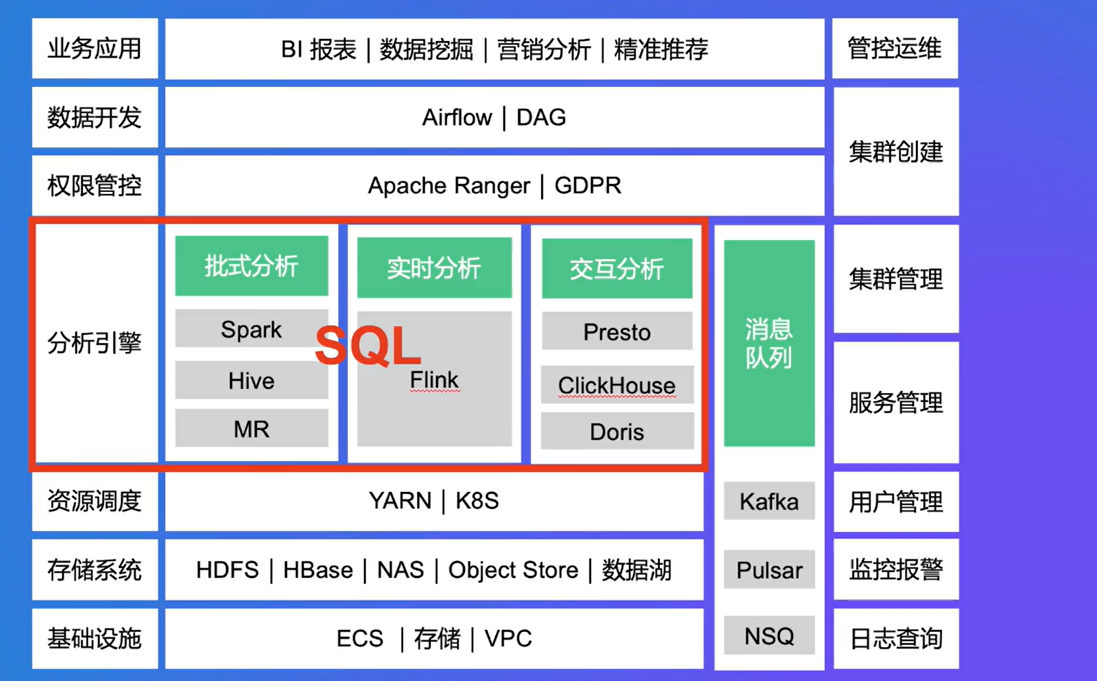 业务应用
BI 报表｜数据挖掘｜营销分析｜精准推荐
管控运维
数据开发
Airflow｜DAG
集群创建
权限管控
Apache Ranger｜GDPR
分析引擎
批式分析
Spark
Hive
MR
实时分析
Flink
SQL
交互分析
Presto
ClickHouse
Doris
消息
队列
Kafka
Pulsar
NSQ
集群管理
服务管理
资源调度
YARN｜K8S
用户管理
存储系统
HDFS｜HBase｜NAS｜Object Store｜数据湖
监控报警
基础设施
ECS ｜存储｜VPC
日志查询